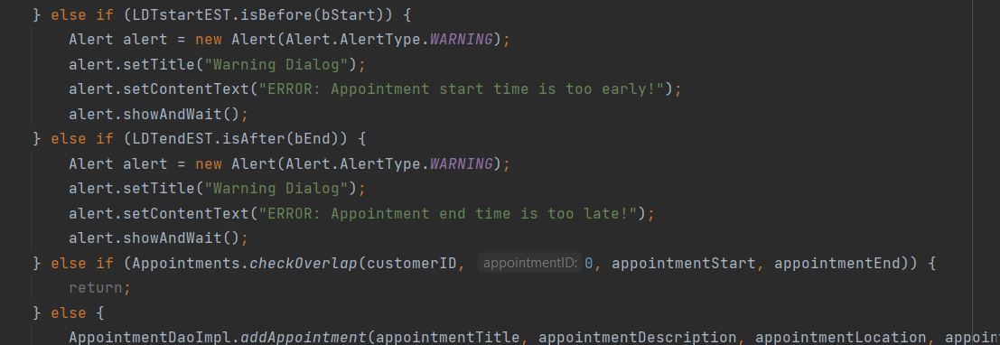 } else if (LDTstartEST.isBefore(bStart)) {
Alert alert = new Alert(Alert.AlertType.WARNING);
alert.setTitle("Warning Dialog");
alert.setContentText("ERROR: Appointment start time is too early!");
alert.showAndWait();
} else if (LDTendEST.isAfter(bEnd)) {
Alert alert = new Alert(Alert.AlertType.WARNING);
alert.setTitle("Warning Dialog");
alert.setContentText("ERROR: Appointment end time is too late!");
alert.showAndWait();
} else if (Appointments.checkOverlap(customerID, appointmentID: 0, appointmentStart, appointmentEnd)) {
return;
} else {
AppointmentDaoImpl.addAppointment(appointmentTitle, appointmentDescription, appointmentLocation, appoin